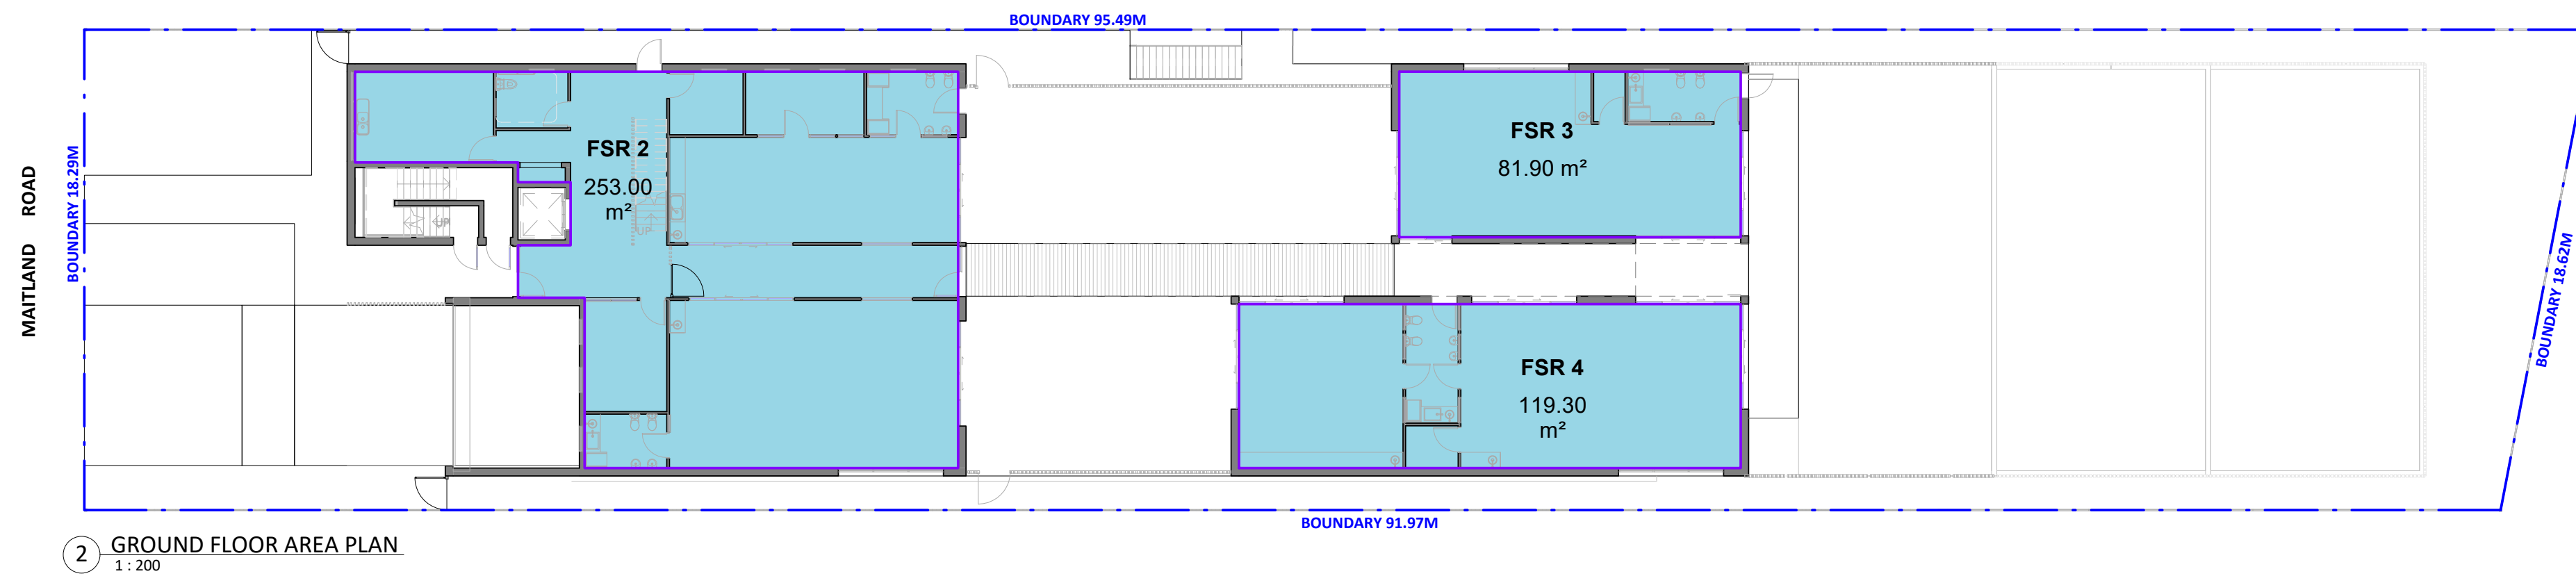 BOUNDARY 95.49M
MAITLAND ROAD
BOUNDARY 18.29M
FSR 2
253.00
m²
FSR 3
81.90 m²
FSR 4
119.30
m²
BOUNDARY 18.62M
BOUNDARY 91.97M
2 GROUND FLOOR AREA PLAN
1 : 200